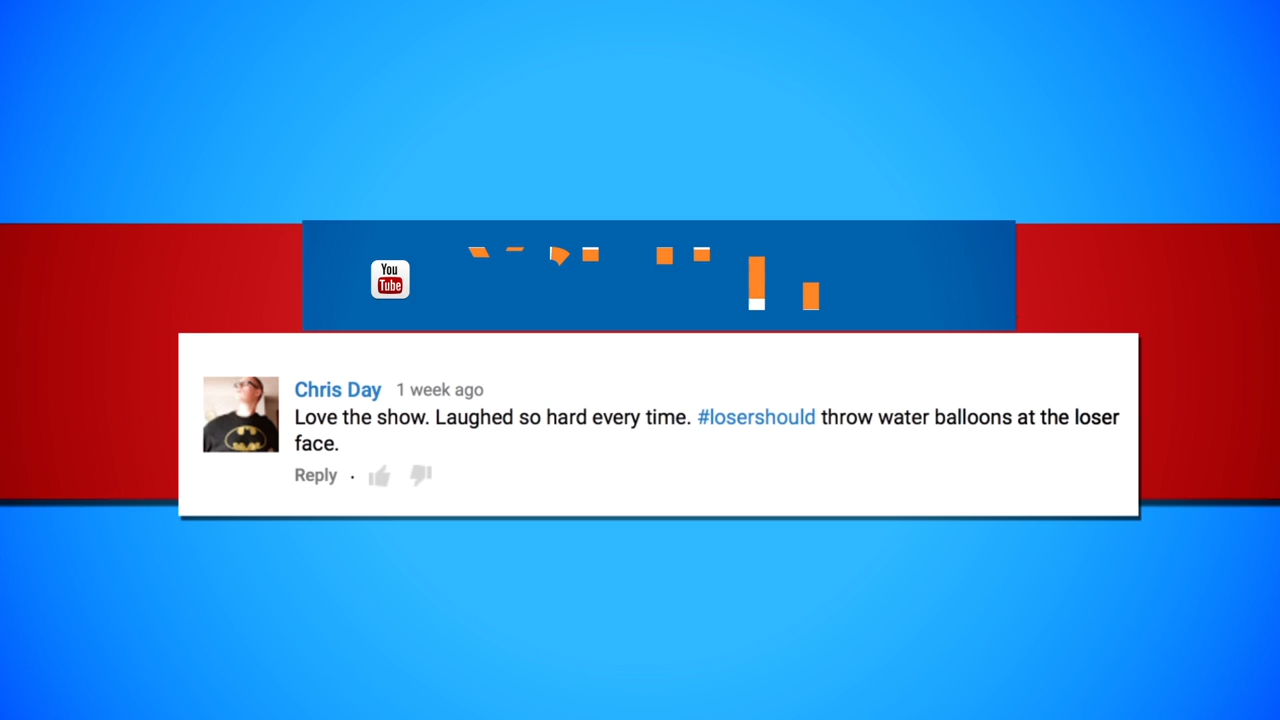 You
Tube
Chris Day 1 week ago
Love the show. Laughed so hard every time. #losershould throw water balloons at the loser
face.
Reply ·